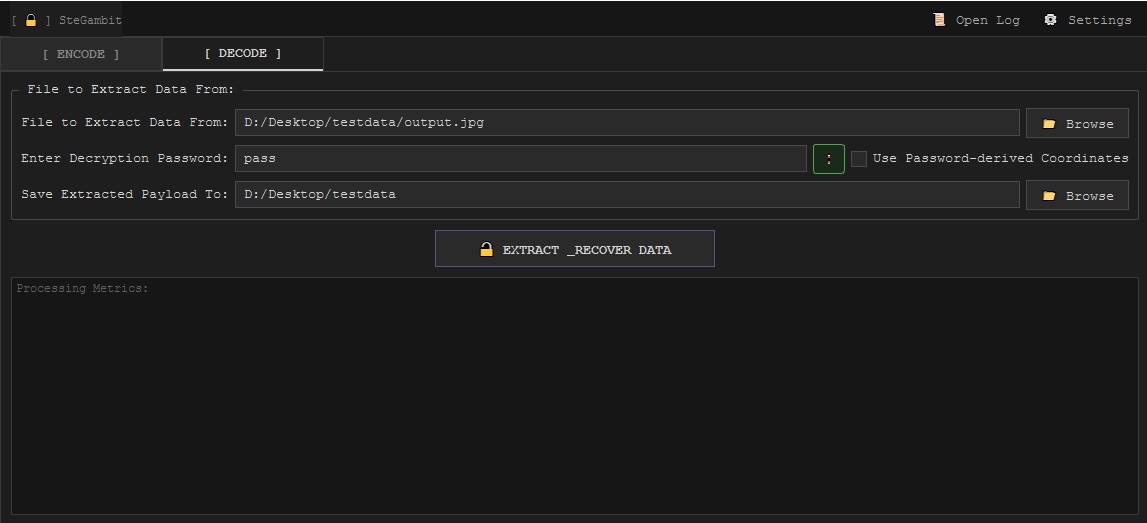 [ 🔒 ] SteGambit
📜 Open Log ⚙ Settings
[ ENCODE ] [ DECODE ]
File to Extract Data From:
File to Extract Data From: D:/Desktop/testdata/output.jpg 📂 Browse
Enter Decryption Password: pass : Use Password-derived Coordinates
Save Extracted Payload To: D:/Desktop/testdata 📂 Browse
🔓 EXTRACT _RECOVER DATA
Processing Metrics: